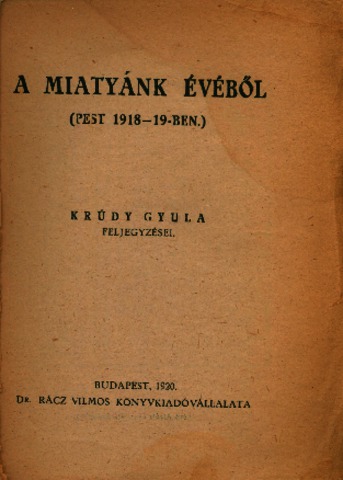 A MIATYÁNK ÉVÉBŐL
(PEST 1918—19-BEN.)
KRÚDY GYULA
FELJEGYZÉSEI.
BUDAPEST, 1920.
DR. RÁCZ VILMOS KÖNYVKIADÓVÁLLALATA